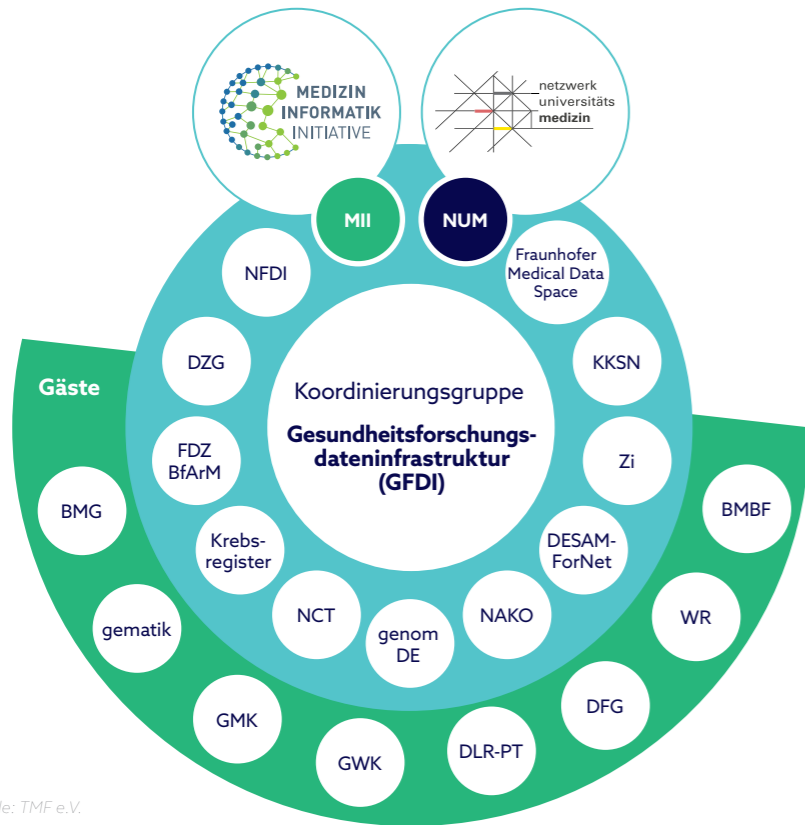 MEDIZIN
INFORMATIK
INITIATIVE
netzwerk
universitäts
medizin
MII
NUM
NFDI
Fraunhofer
Medical Data
Space
DZG
KKSN
Gäste
Koordinierungsgruppe
Gesundheitsforschungs-
dateninfrastruktur
(GFDI)
FDZ
BfArM
Zi
BMG
BMBF
Krebs-
register
DESAM-
ForNet
gematik
NCT
genom
DE
NAKO
WR
GMK
GWK
DLR-PT
DFG
TMF e.V.